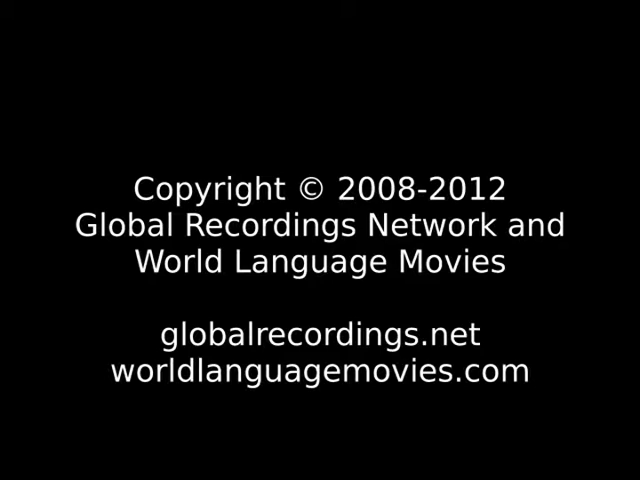 Copyright © 2008-2012
Global Recordings Network and
World Language Movies
globalrecordings.net
worldlanguagemovies.com